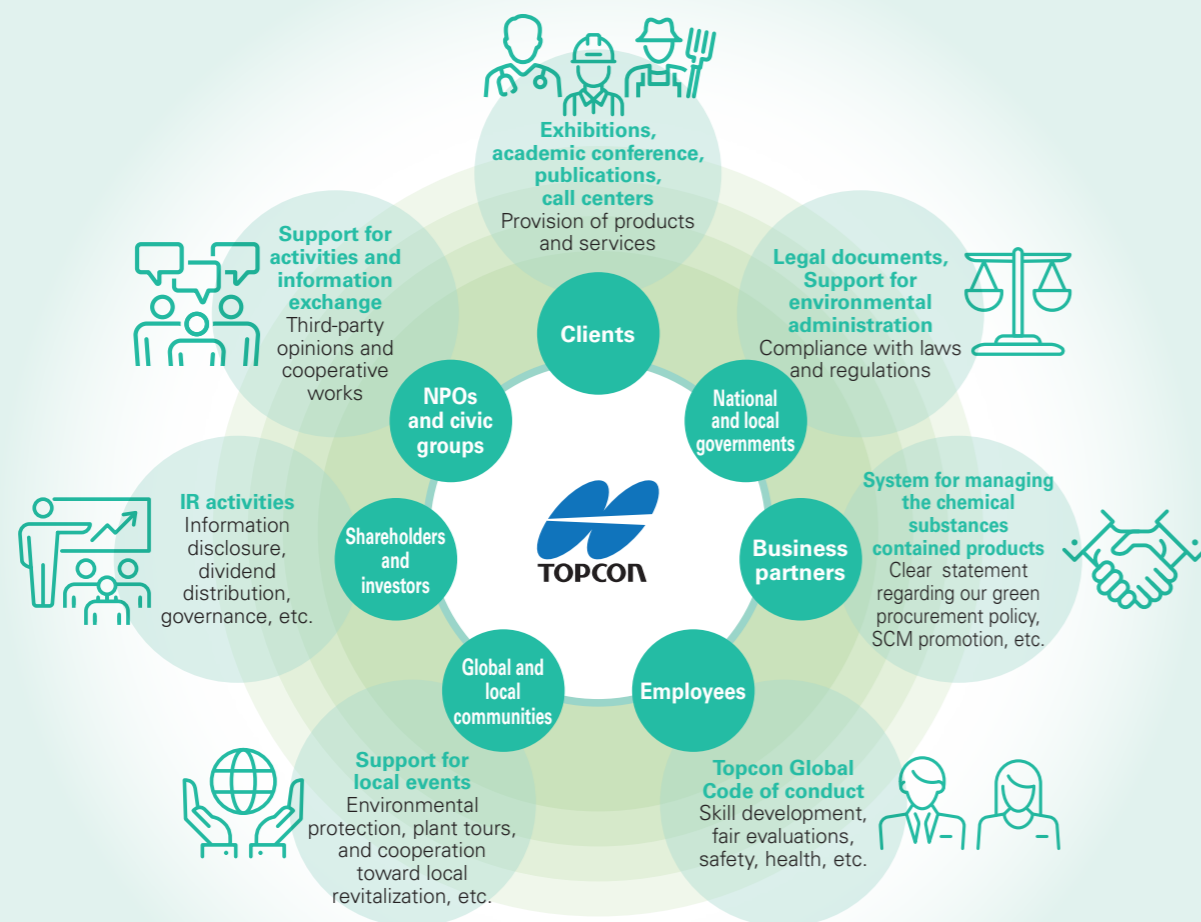 Exhibitions,
academic conference,
publications,
call centers
Provision of products
and services
Clients
Legal documents,
Support for
environmental
administration
Compliance with laws
and regulations
National
and local
governments
System for managing
the chemical
substances
contained products
Clear statement
regarding our green
procurement policy,
SCM promotion, etc.
Business
partners
Topcon Global
Code of conduct
Skill development,
fair evaluations,
safety, health, etc.
Employees
Support for
local events
Environmental
protection, plant tours,
and cooperation
toward local
revitalization, etc.
Global and
local
communities
IR activities
Information
disclosure,
dividend
distribution,
governance, etc.
Shareholders
and
investors
Support for
activities and
information
exchange
Third-party
opinions and
cooperative
works
NPOs
and civic
groups
TOPCON